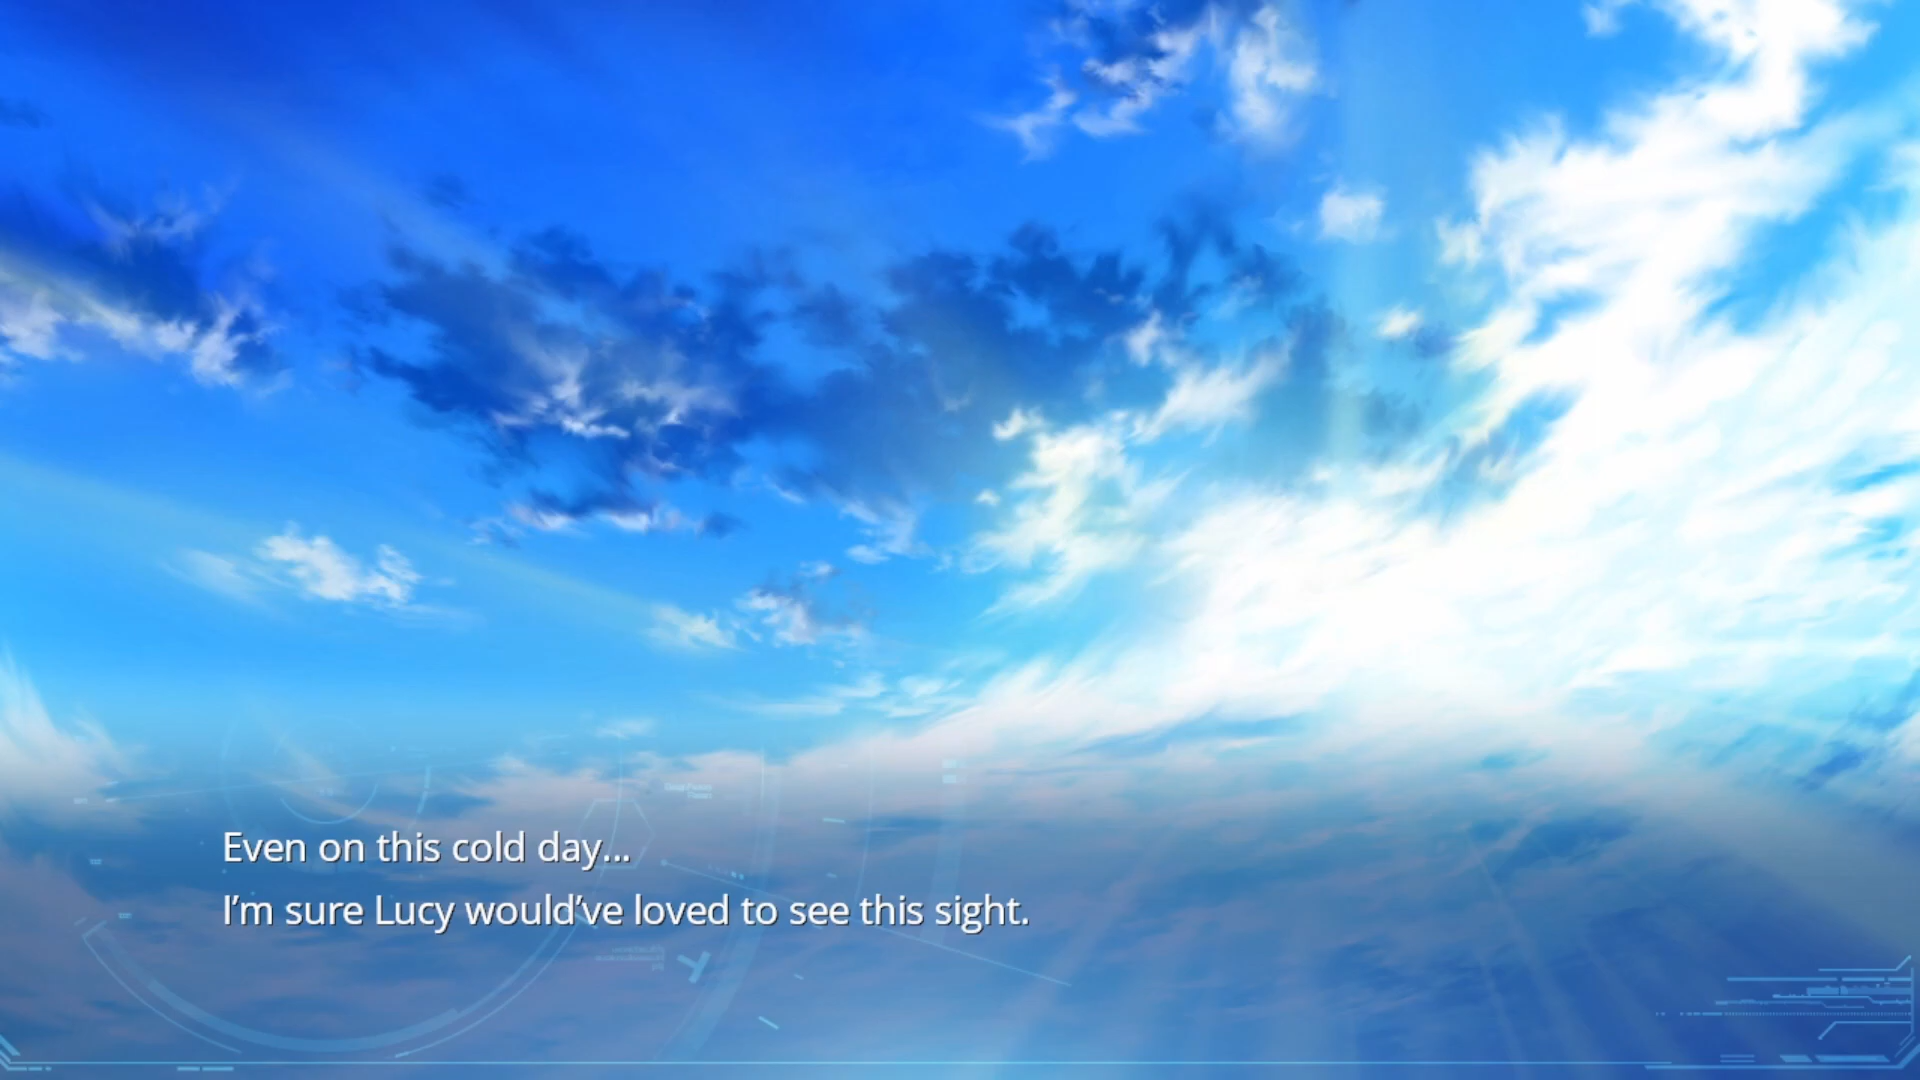 Even on this cold day...
I'm sure Lucy would've loved to see this sight.